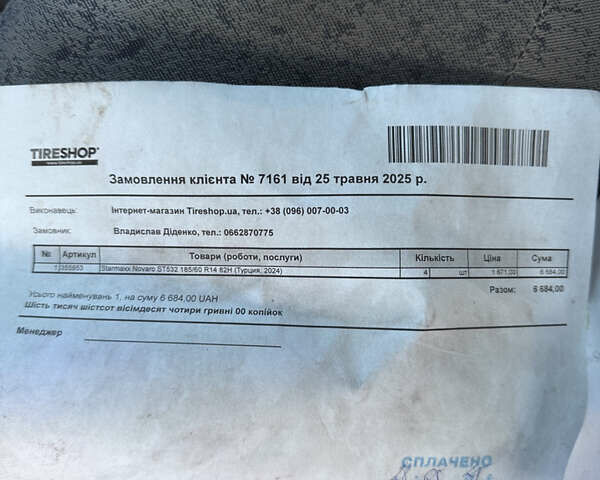 TIRESHOP
www.tireshop.ua
Замовлення клієнта № 7161 від 25 травня 2025 р.
Виконавець: Інтернет-магазин Tireshop.ua, тел.: +38 (096) 007-00-03
Замовник: Владислав Діденко, тел.: 0662870775
№ Артикул Товари (роботи, послуги) Кількість Ціна Сума
1 355953 Starmaxx Novaro ST532 185/60 R14 82H (Турция, 2024) 4 шт 1 671,00 6 684,00
Разом: 6 684,00
Усього найменувань 1, на суму 6 684,00 UAH
Шість тисяч шістсот вісімдесят чотири гривні 00 копійок
Менеджер
СПЛАЧЕНО